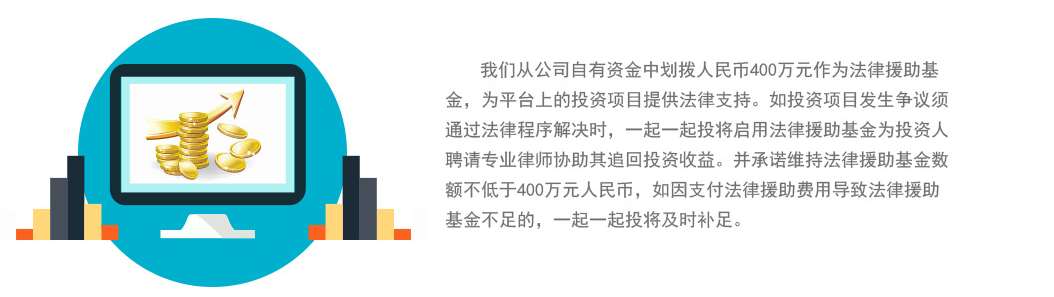 我们从公司自有资金中划拨人民币400万元作为法律援助基
金，为平台上的投资项目提供法律支持。如投资项目发生争议须
通过法律程序解决时，一起一起投将启用法律援助基金为投资人
聘请专业律师协助其追回投资收益。并承诺维持法律援助基金数
额不低于400万元人民币，如因支付法律援助费用导致法律援助
基金不足的，一起一起投将及时补足。